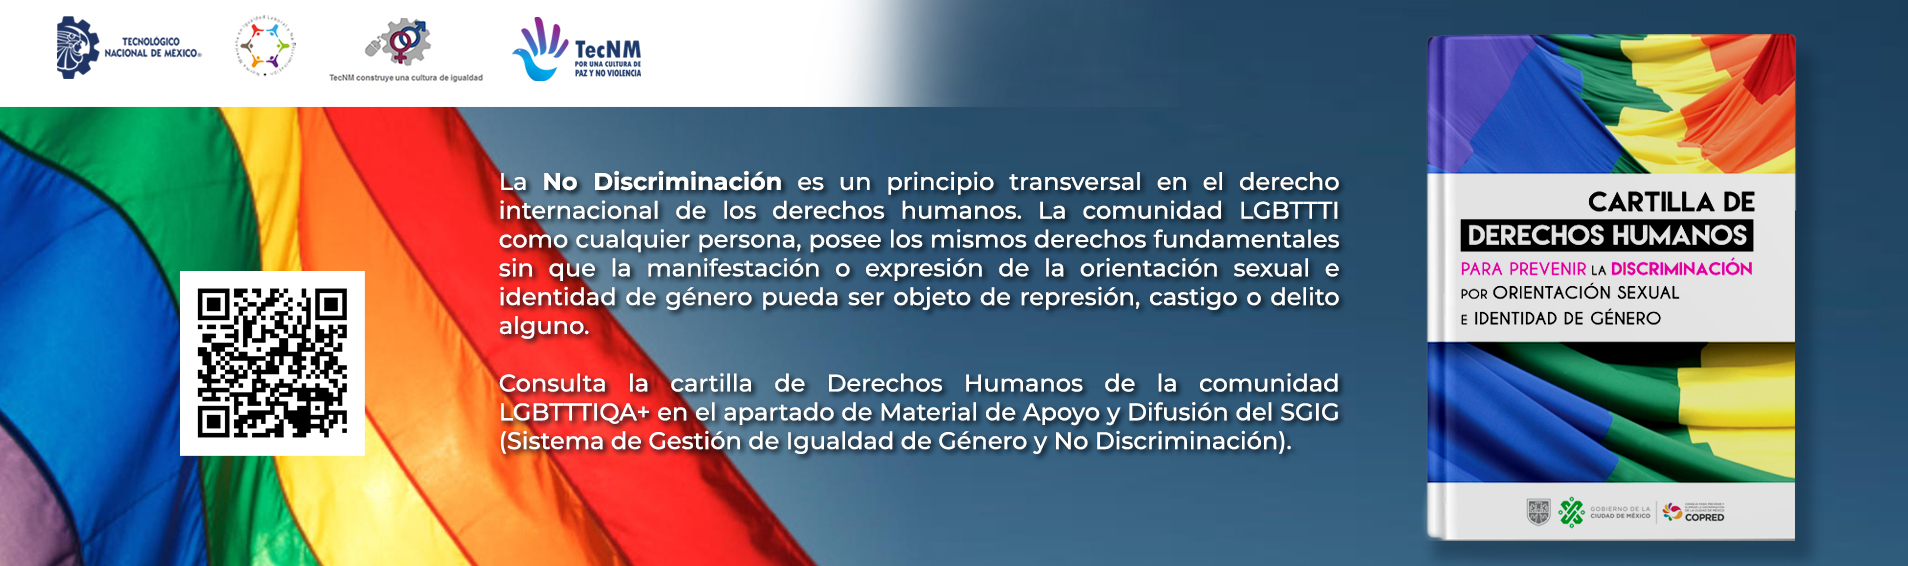 TECNOLÓGICO
NACIONAL DE MÉXICO®
TecNM construye una cultura de igualdad
TecNM
POR UNA CULTURA DE
PAZ Y NO VIOLENCIA
La No Discriminación es un principio transversal en el derecho
internacional de los derechos humanos. La comunidad LGBTTTI
como cualquier persona, posee los mismos derechos fundamentales
sin que la manifestación o expresión de la orientación sexual e
identidad de género pueda ser objeto de represión, castigo o delito
alguno.
Consulta la cartilla de Derechos Humanos de la comunidad
LGBTTTIQA+ en el apartado de Material de Apoyo y Difusión del SGIG
(Sistema de Gestión de Igualdad de Género y No Discriminación).
CARTILLA DE
DERECHOS HUMANOS
PARA PREVENIR LA DISCRIMINACIÓN
POR ORIENTACIÓN SEXUAL
E IDENTIDAD DE GÉNERO
GOBIERNO DE LA
CIUDAD DE MÉXICO
COPRED